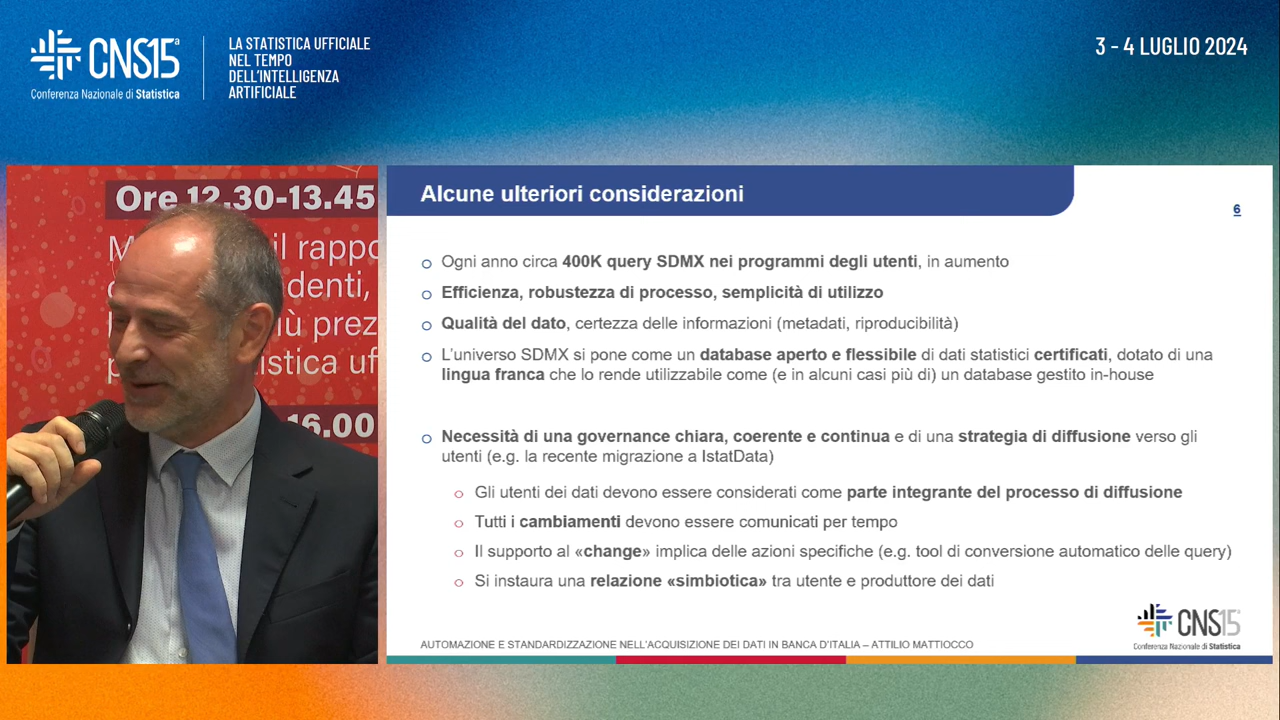 CNS15ª
Conferenza Nazionale di Statistica
LA STATISTICA UFFICIALE
NEL TEMPO
DELL'INTELLIGENZA
ARTIFICIALE
3 - 4 LUGLIO 2024
Ore 12.30-13.45
il rappo
denti,
iù prez
istica uf
16.00
Alcune ulteriori considerazioni
6
Ogni anno circa 400K query SDMX nei programmi degli utenti, in aumento
Efficienza, robustezza di processo, semplicità di utilizzo
Qualità del dato, certezza delle informazioni (metadati, riproducibilità)
L'universo SDMX si pone come un database aperto e flessibile di dati statistici certificati, dotato di una
lingua franca che lo rende utilizzabile come (e in alcuni casi più di) un database gestito in-house
Necessità di una governance chiara, coerente e continua e di una strategia di diffusione verso gli
utenti (e.g. la recente migrazione a IstatData)
Gli utenti dei dati devono essere considerati come parte integrante del processo di diffusione
Tutti i cambiamenti devono essere comunicati per tempo
Il supporto al «change» implica delle azioni specifiche (e.g. tool di conversione automatico delle query)
Si instaura una relazione «simbiotica» tra utente e produttore dei dati
CNS15
Conferenza Nazionale di Statistica
AUTOMAZIONE E STANDARDIZZAZIONE NELL'ACQUISIZIONE DEI DATI IN BANCA D'ITALIA – ATTILIO MATTIOCCO